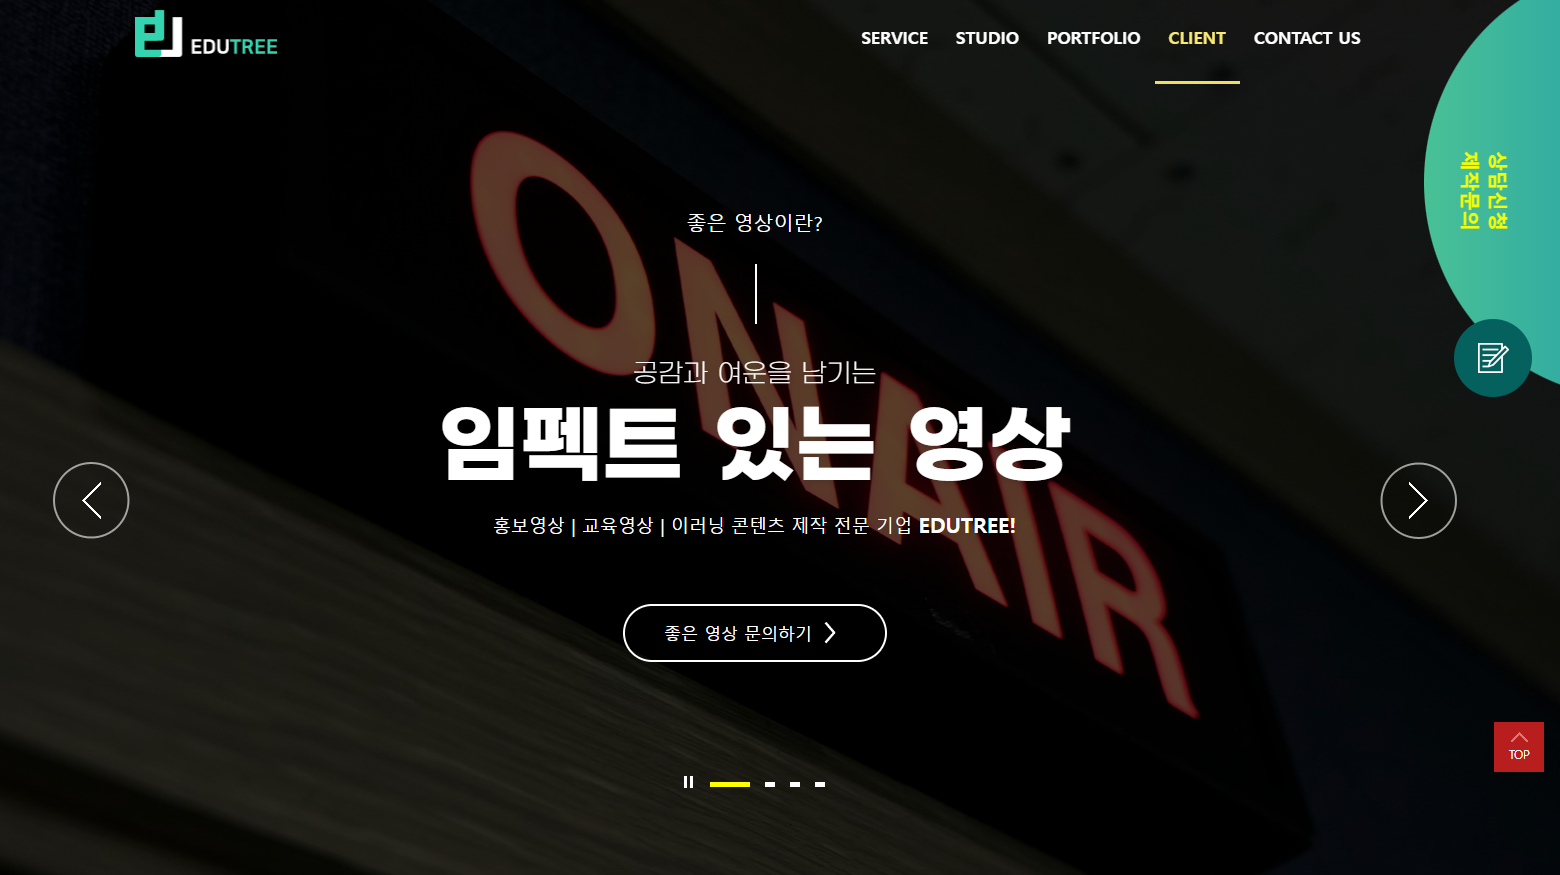 EDUTREE
SERVICE STUDIO PORTFOLIO CLIENT CONTACT US
상담신청
제작문의
ON AIR
좋은 영상이란?
공감과 여운을 남기는
임펙트 있는 영상
홍보영상 | 교육영상 | 이러닝 콘텐츠 제작 전문 기업 EDUTREE!
좋은 영상 문의하기
TOP